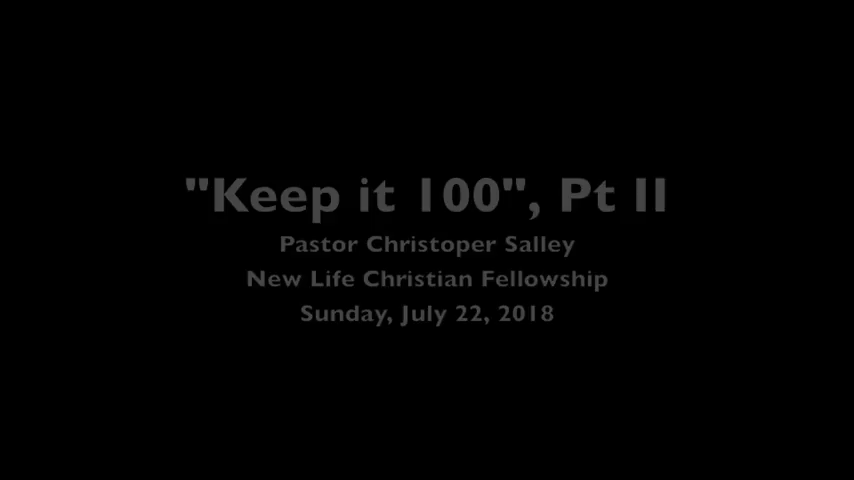 "Keep it 100", Pt II
Pastor Christoper Salley
New Life Christian Fellowship
Sunday, July 22, 2018